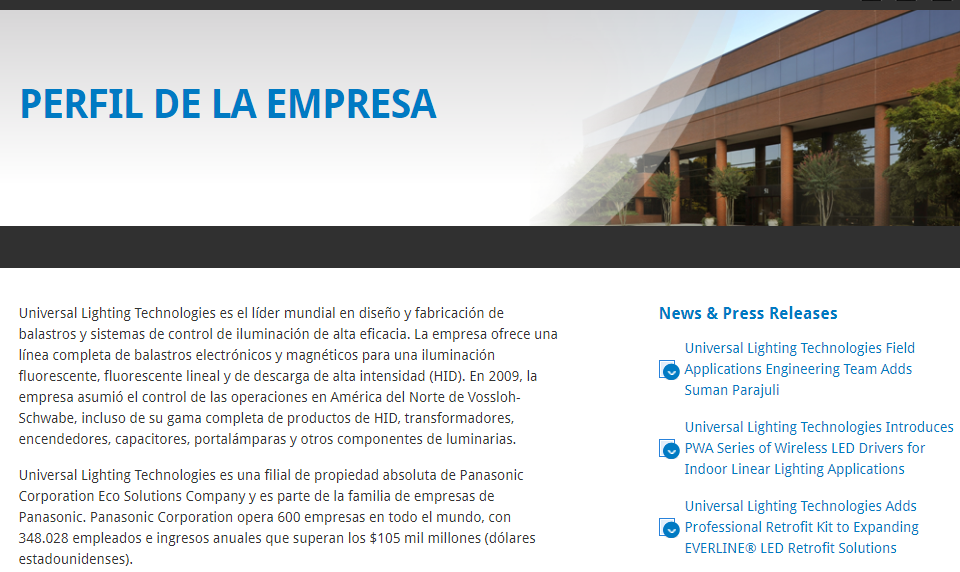 PERFIL DE LA EMPRESA
Universal Lighting Technologies es el líder mundial en diseño y fabricación de
balastros y sistemas de control de iluminación de alta eficacia. La empresa ofrece una
línea completa de balastros electrónicos y magnéticos para una iluminación
fluorescente, fluorescente lineal y de descarga de alta intensidad (HID). En 2009, la
empresa asumió el control de las operaciones en América del Norte de Vossloh-
Schwabe, incluso de su gama completa de productos de HID, transformadores,
encendedores, capacitores, portalámparas y otros componentes de luminarias.
Universal Lighting Technologies es una filial de propiedad absoluta de Panasonic
Corporation Eco Solutions Company y es parte de la familia de empresas de
Panasonic. Panasonic Corporation opera 600 empresas en todo el mundo, con
348.028 empleados e ingresos anuales que superan los $105 mil millones (dólares
estadounidenses).
News & Press Releases
Universal Lighting Technologies Field
Applications Engineering Team Adds
Suman Parajuli
Universal Lighting Technologies Introduces
PWA Series of Wireless LED Drivers for
Indoor Linear Lighting Applications
Universal Lighting Technologies Adds
Professional Retrofit Kit to Expanding
EVERLINE® LED Retrofit Solutions